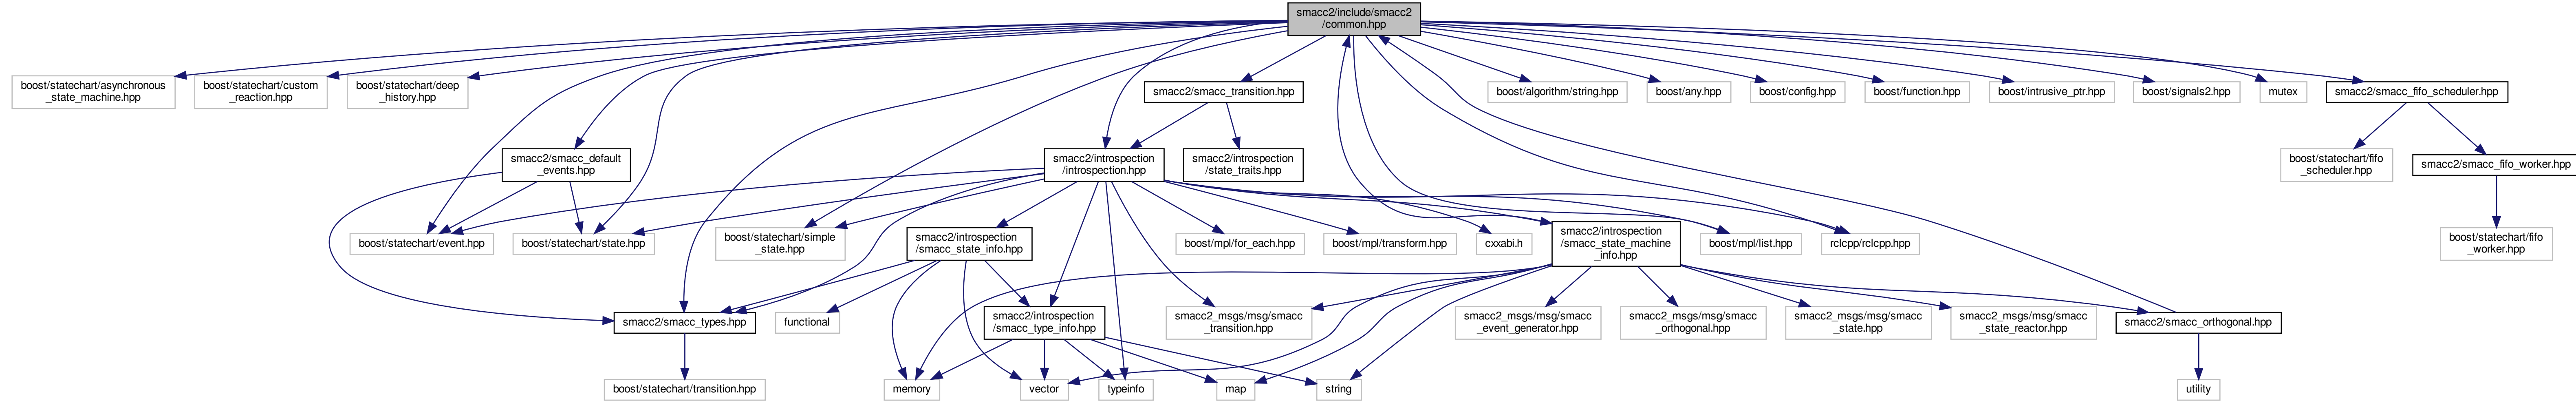 smacc2/include/smacc2
/common.hpp
boost/statechart/asynchronous
_state_machine.hpp
boost/statechart/custom
_reaction.hpp
boost/statechart/deep
_history.hpp
smacc2/smacc_transition.hpp
boost/algorithm/string.hpp
boost/any.hpp
boost/config.hpp
boost/function.hpp
boost/intrusive_ptr.hpp
boost/signals2.hpp
mutex
smacc2/smacc_fifo_scheduler.hpp
smacc2/smacc_default
_events.hpp
smacc2/introspection
/introspection.hpp
smacc2/introspection
/state_traits.hpp
boost/statechart/fifo
_scheduler.hpp
smacc2/smacc_fifo_worker.hpp
boost/statechart/event.hpp
boost/statechart/state.hpp
boost/statechart/simple
_state.hpp
smacc2/introspection
/smacc_state_info.hpp
boost/mpl/for_each.hpp
boost/mpl/transform.hpp
cxxabi.h
smacc2/introspection
/smacc_state_machine
_info.hpp
boost/mpl/list.hpp
rclcpp/rclcpp.hpp
boost/statechart/fifo
_worker.hpp
smacc2/smacc_types.hpp
functional
smacc2/introspection
/smacc_type_info.hpp
smacc2_msgs/msg/smacc
_transition.hpp
smacc2_msgs/msg/smacc
_event_generator.hpp
smacc2_msgs/msg/smacc
_orthogonal.hpp
smacc2_msgs/msg/smacc
_state.hpp
smacc2_msgs/msg/smacc
_state_reactor.hpp
smacc2/smacc_orthogonal.hpp
boost/statechart/transition.hpp
memory
vector
typeinfo
map
string
utility